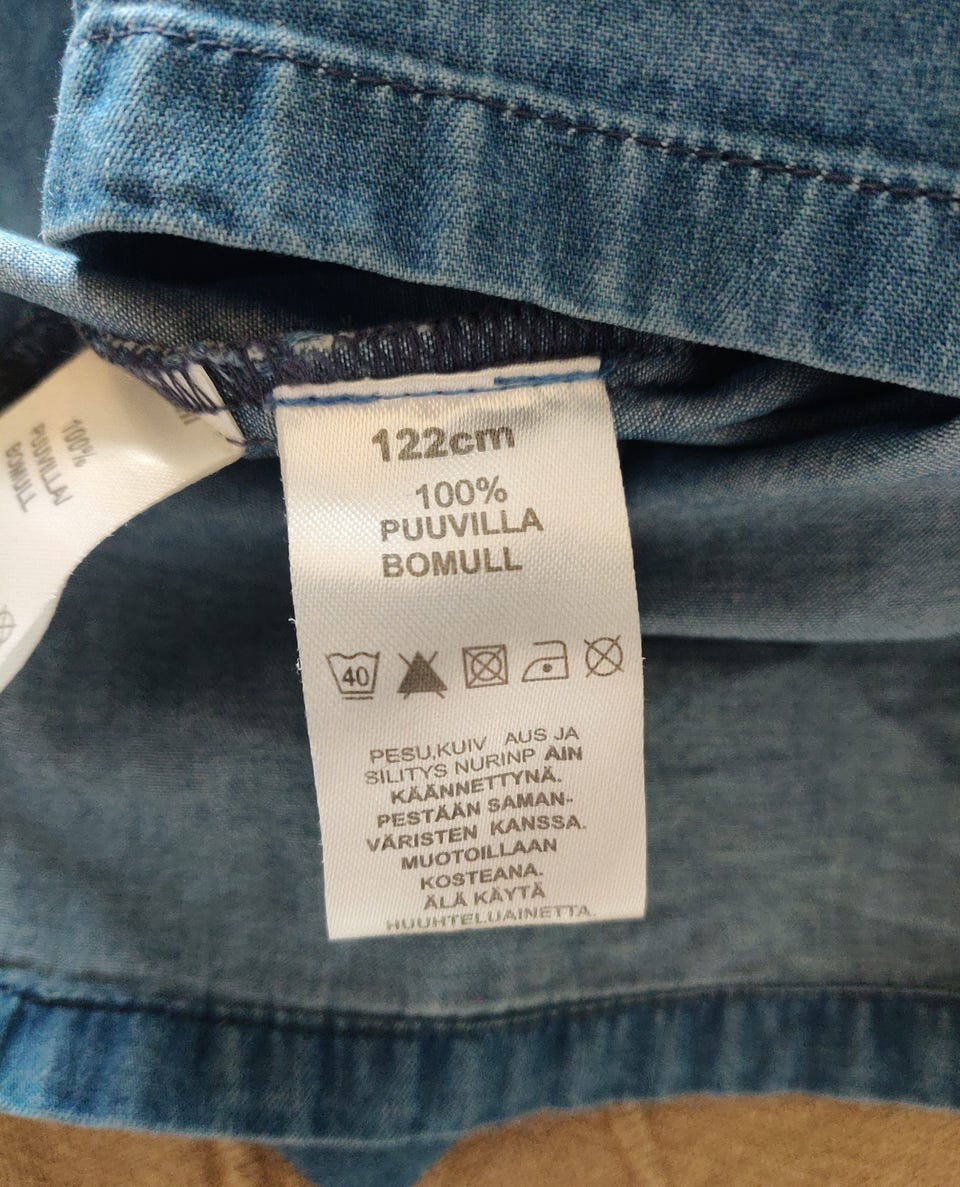 122cm
100%
PUUVILLA
BOMULL
40
PESU,KUIV AUS JA
SILITYS NURINP ÄIN
KÄÄNNETTYNÄ.
PESTÄÄN SAMAN-
VÄRISTEN KANSSA.
MUOTOILLAAN
KOSTEANA.
ÄLÄ KÄYTÄ
HUUHTELUAINETTA.
100%
PUUVILLA/
BOMULL